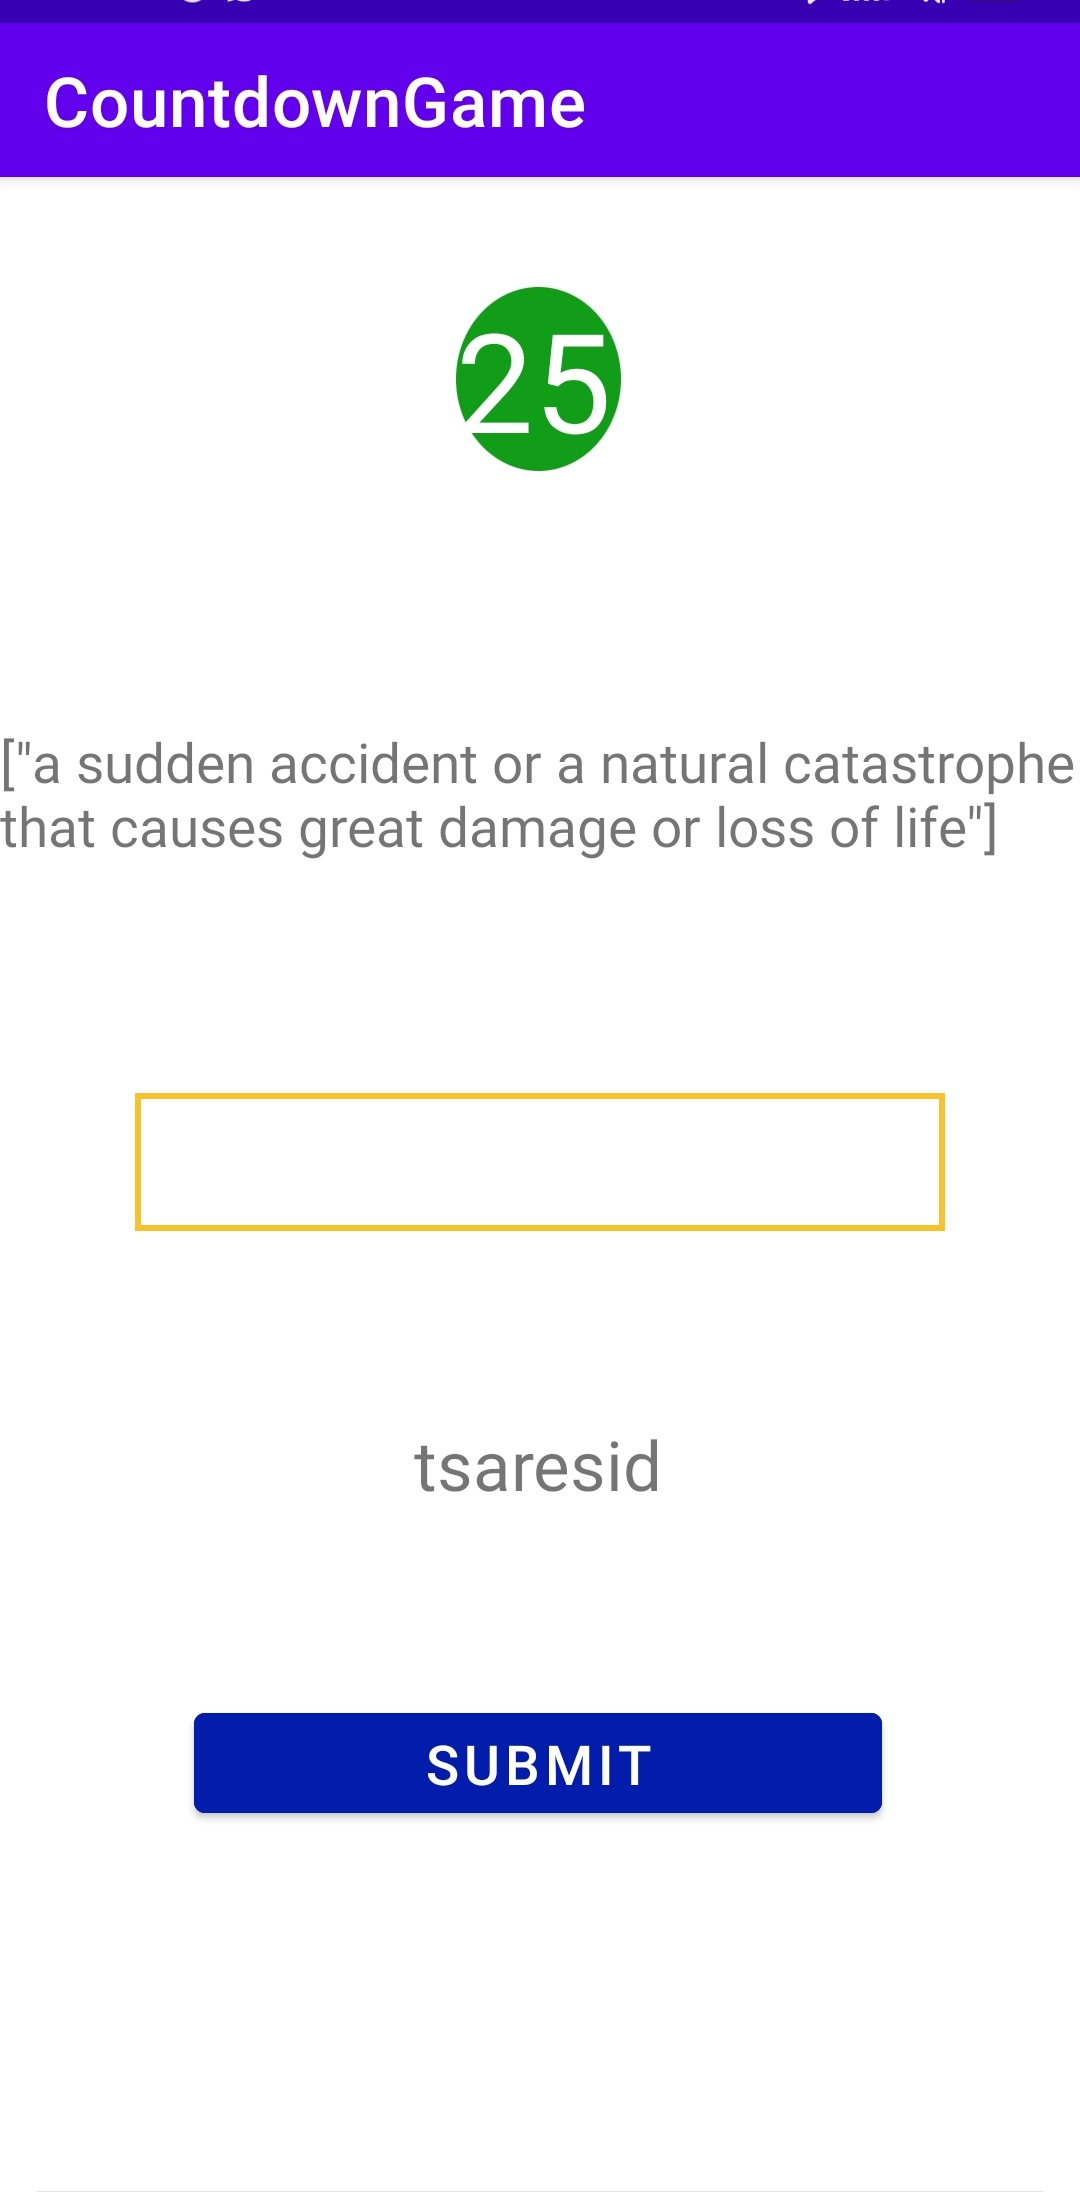 CountdownGame
25
["a sudden accident or a natural catastrophe
that causes great damage or loss of life"]
tsaresid
SUBMIT